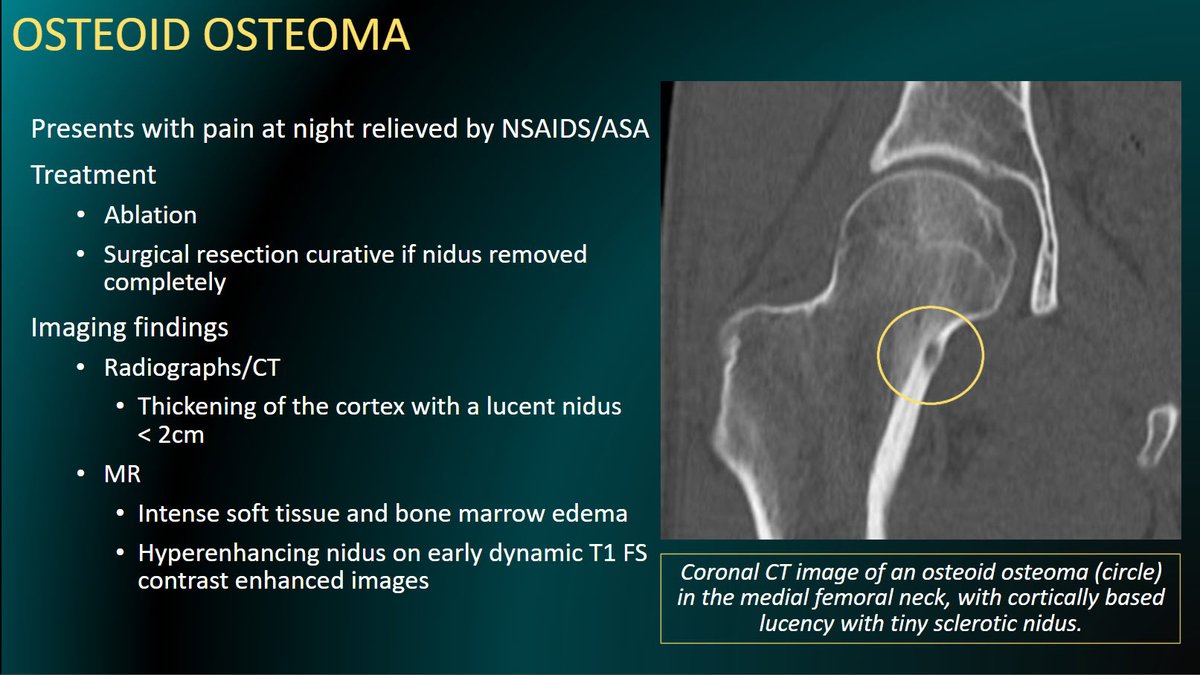 OSTEOID OSTEOMA
Presents with pain at night relieved by NSAIDS/ASA
Treatment
• Ablation
• Surgical resection curative if nidus removed
completely
Imaging findings
• Radiographs/CT
• Thickening of the cortex with a lucent nidus
< 2cm
• MR
• Intense soft tissue and bone marrow edema
• Hyperenhancing nidus on early dynamic T1 FS
contrast enhanced images
Coronal CT image of an osteoid osteoma (circle)
in the medial femoral neck, with cortically based
lucency with tiny sclerotic nidus.